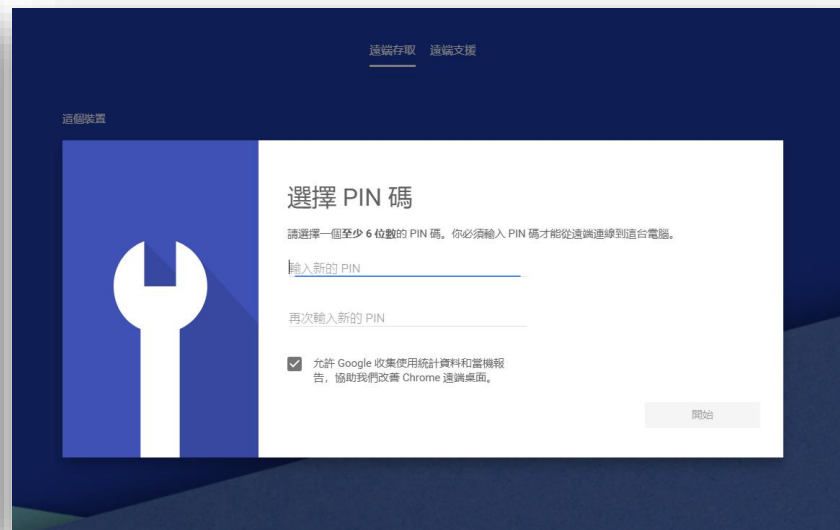 遠端存取 遠端支援
這個裝置
選擇 PIN 碼
請選擇一個至少 6 位數的 PIN 碼。你必須輸入 PIN 碼才能從遠端連線到這台電腦。
輸入新的 PIN
再次輸入新的 PIN
允許 Google 收集使用統計資料和當機報
告，協助我們改善 Chrome 遠端桌面。
開始